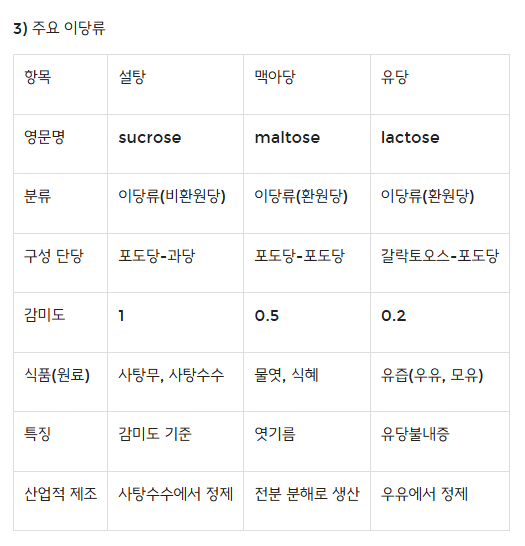 3) 주요 이당류
항목 설탕 맥아당 유당
영문명 sucrose maltose lactose
분류 이당류(비환원당) 이당류(환원당) 이당류(환원당)
구성 단당 포도당-과당 포도당-포도당 갈락토오스-포도당
감미도 1 0.5 0.2
식품(원료) 사탕무, 사탕수수 물엿, 식혜 유즙(우유, 모유)
특징 감미도 기준 엿기름 유당불내증
산업적 제조 사탕수수에서 정제 전분 분해로 생산 우유에서 정제